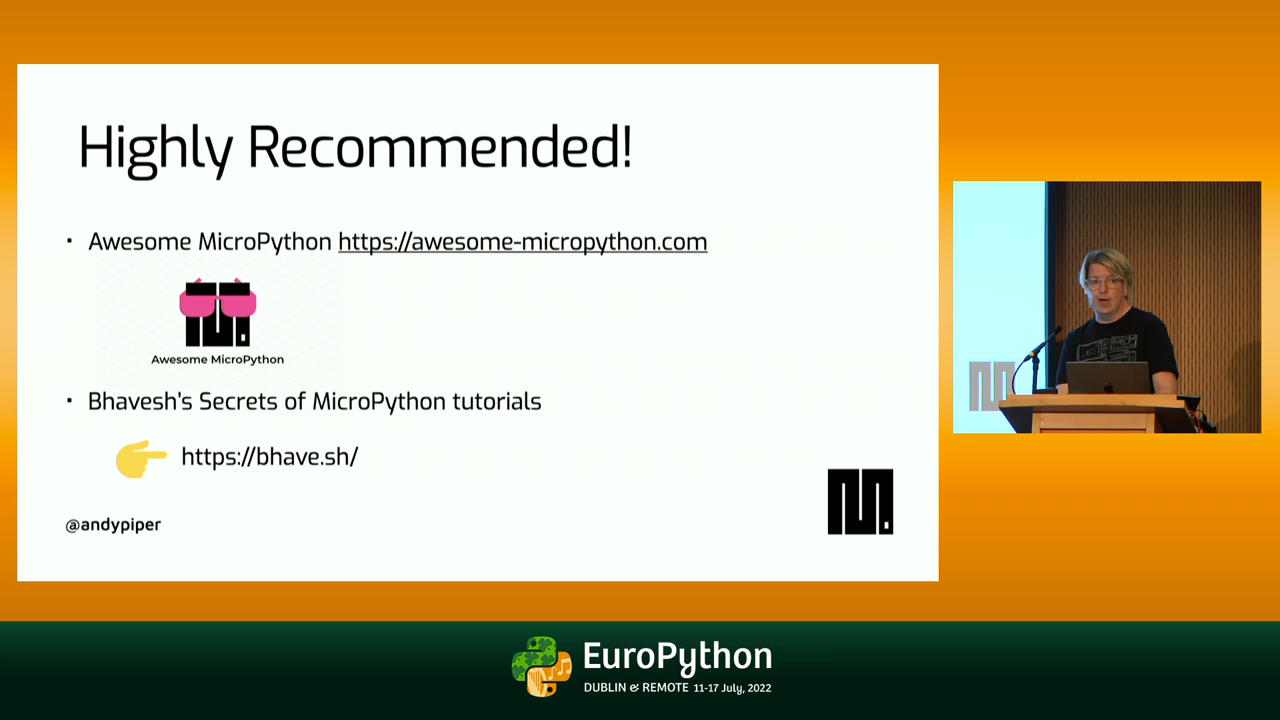 Highly Recommended!
• Awesome MicroPython https://awesome-micropython.com
Awesome MicroPython
• Bhavesh's Secrets of MicroPython tutorials
https://bhave.sh/
@andypiper
EuroPython
DUBLIN & REMOTE 11-17 July, 2022